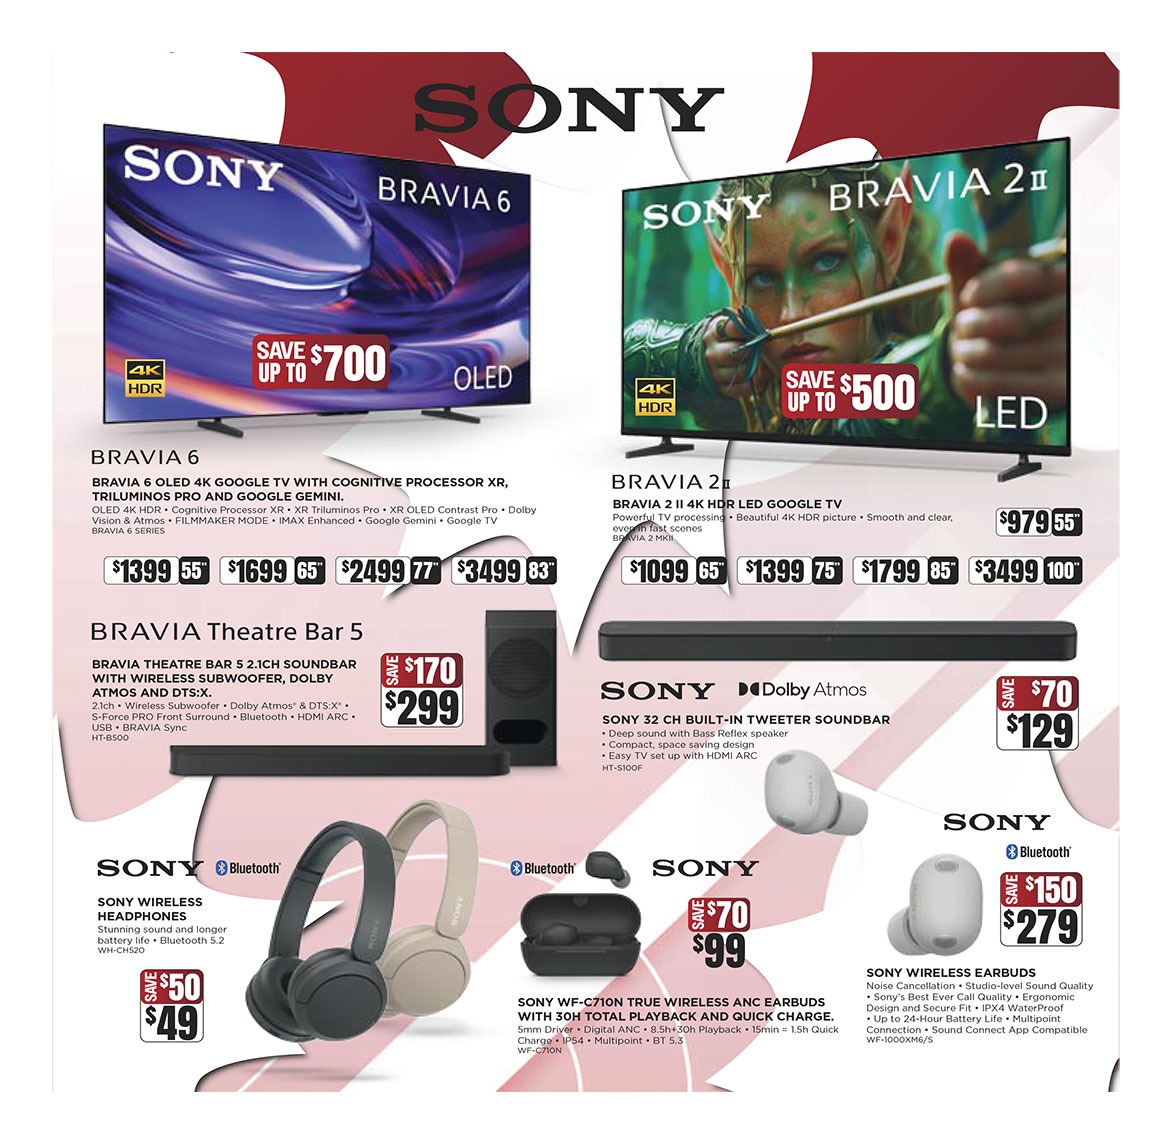 SONY
SONY
BRAVIA 6
SAVE
UP TO $700
4K
HDR
OLED
BRAVIA 6
BRAVIA 6 OLED 4K GOOGLE TV WITH COGNITIVE PROCESSOR XR,
TRILUMINOS PRO AND GOOGLE GEMINI.
OLED 4K HDR • Cognitive Processor XR • XR Triluminos Pro • XR OLED Contrast Pro • Dolby
Vision & Atmos • FILMMAKER MODE • IMAX Enhanced • Google Gemini • Google TV
BRAVIA 6 SERIES
$1399 55" $1699 65" $2499 77" $3499 83"
SONY
BRAVIA 2 II
SAVE
UP TO $500
4K
HDR
LED
BRAVIA 2 II
BRAVIA 2 II 4K HDR LED GOOGLE TV
Powerful TV processing • Beautiful 4K HDR picture • Smooth and clear,
even in fast scenes
BRAVIA 2 MKII
$979 55"
$1099 65" $1399 75" $1799 85" $3499 100"
BRAVIA Theatre Bar 5
BRAVIA THEATRE BAR 5 2.1CH SOUNDBAR
WITH WIRELESS SUBWOOFER, DOLBY
ATMOS AND DTS:X.
2.1ch • Wireless Subwoofer • Dolby Atmos® & DTS:X® •
S-Force PRO Front Surround • Bluetooth • HDMI ARC •
USB • BRAVIA Sync
HT-B500
SAVE $170
$299
SONY Dolby Atmos
SONY 32 CH BUILT-IN TWEETER SOUNDBAR
• Deep sound with Bass Reflex speaker
• Compact, space saving design
• Easy TV set up with HDMI ARC
HT-S100F
SAVE $70
$129
SONY Bluetooth®
SONY WIRELESS
HEADPHONES
Stunning sound and longer
battery life • Bluetooth 5.2
WH-CH520
SAVE $50
$49
SONY
SONY
Bluetooth®
SONY
SAVE $70
$99
SONY WF-C710N TRUE WIRELESS ANC EARBUDS
WITH 30H TOTAL PLAYBACK AND QUICK CHARGE.
5mm Driver • Digital ANC • 8.5h+30h Playback • 15min = 1.5h Quick
Charge • IP54 • Multipoint • BT 5.3
WF-C710N
SONY
Bluetooth®
SAVE $150
$279
SONY WIRELESS EARBUDS
Noise Cancellation • Studio-level Sound Quality
• Sony's Best Ever Call Quality • Ergonomic
Design and Secure Fit • IPX4 WaterProof
• Up to 24-Hour Battery Life • Multipoint
Connection • Sound Connect App Compatible
WF-1000XM6/S